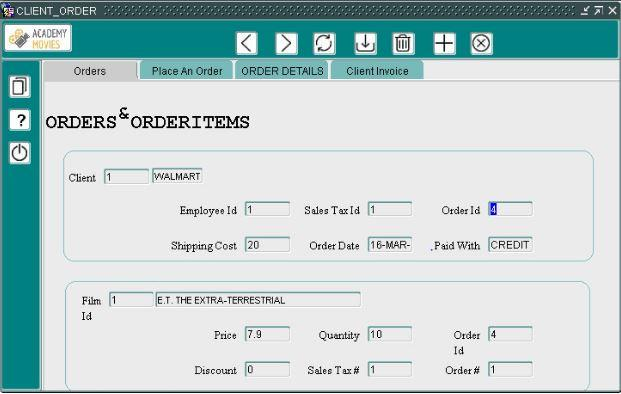 CLIENT_ORDER
ACADEMY
MOVIES
Orders Place An Order ORDER DETAILS Client Invoice
?
ORDERS&ORDERITEMS
Client 1 WALMART
Employee Id 1 Sales Tax Id 1 Order Id 4
Shipping Cost 20 Order Date 16-MAR- Paid With CREDIT
Film Id 1 E.T. THE EXTRA-TERRESTRIAL
Price 7.9 Quantity 10 Order Id 4
Discount 0 Sales Tax # 1 Order # 1